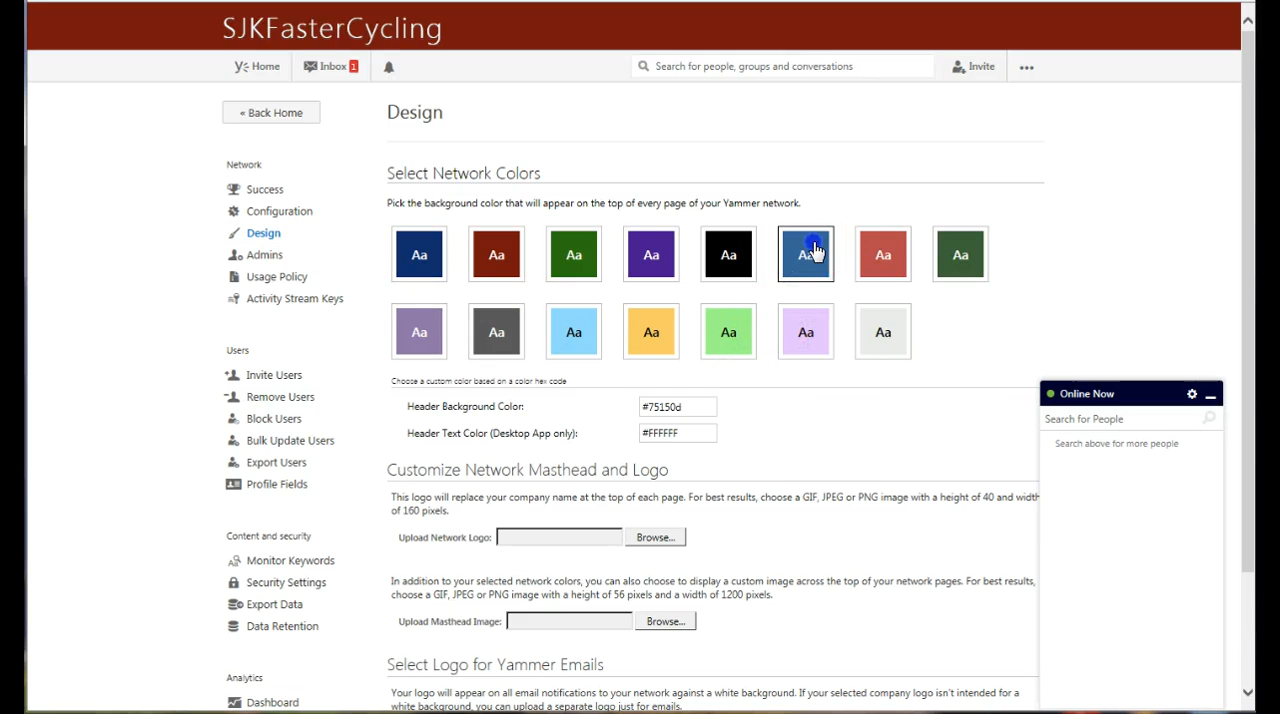 SJKFasterCycling
Home
Inbox 1
Search for people, groups and conversations
Invite
« Back Home
Design
Network
Success
Configuration
Design
Admins
Usage Policy
Activity Stream Keys
Users
Invite Users
Remove Users
Block Users
Bulk Update Users
Export Users
Profile Fields
Content and security
Monitor Keywords
Security Settings
Export Data
Data Retention
Analytics
Dashboard
Select Network Colors
Pick the background color that will appear on the top of every page of your Yammer network.
Aa Aa Aa Aa Aa Aa Aa Aa
Aa Aa Aa Aa Aa Aa Aa
Choose a custom color based on a color hex code
Header Background Color: #75150d
Header Text Color (Desktop App only): #FFFFFF
Customize Network Masthead and Logo
This logo will replace your company name at the top of each page. For best results, choose a GIF, JPEG or PNG image with a height of 40 and width
of 160 pixels.
Upload Network Logo: Browse...
In addition to your selected network colors, you can also choose to display a custom image across the top of your network pages. For best results,
choose a GIF, JPEG or PNG image with a height of 56 pixels and a width of 1200 pixels.
Upload Masthead Image: Browse...
Select Logo for Yammer Emails
Your logo will appear on all email notifications to your network against a white background. If your selected company logo isn't intended for a
white background, you can upload a separate logo just for emails.
Online Now
Search for People
Search above for more people